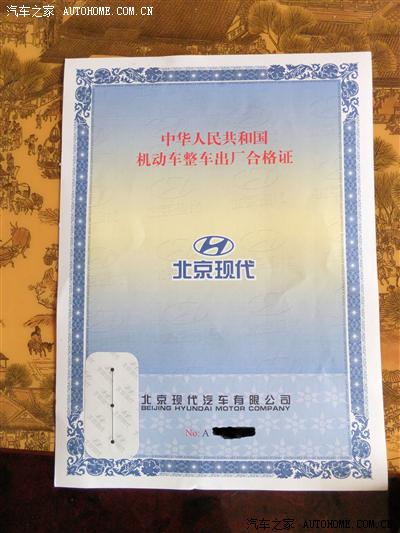 汽车之家 AUTOHOME.COM.CN
中华人民共和国
机动车整车出厂合格证
北京现代
北京现代汽车有限公司
BEIJING HYUNDAI MOTOR COMPANY
No: A
汽车之家 AUTOHOME.COM.CN